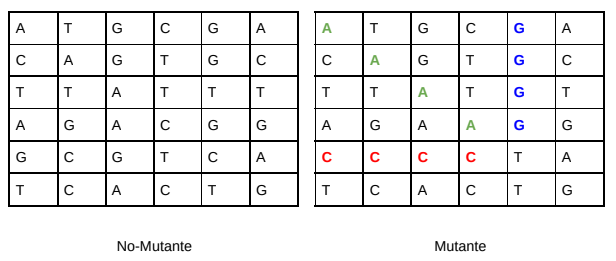 A T G C G A
C A G T G C
T T A T T T
A G A C G G
G C G T C A
T C A C T G
No-Mutante
A T G C G A
C A G T G C
T T A T G T
A G A A G G
C C C C T A
T C A C T G
Mutante